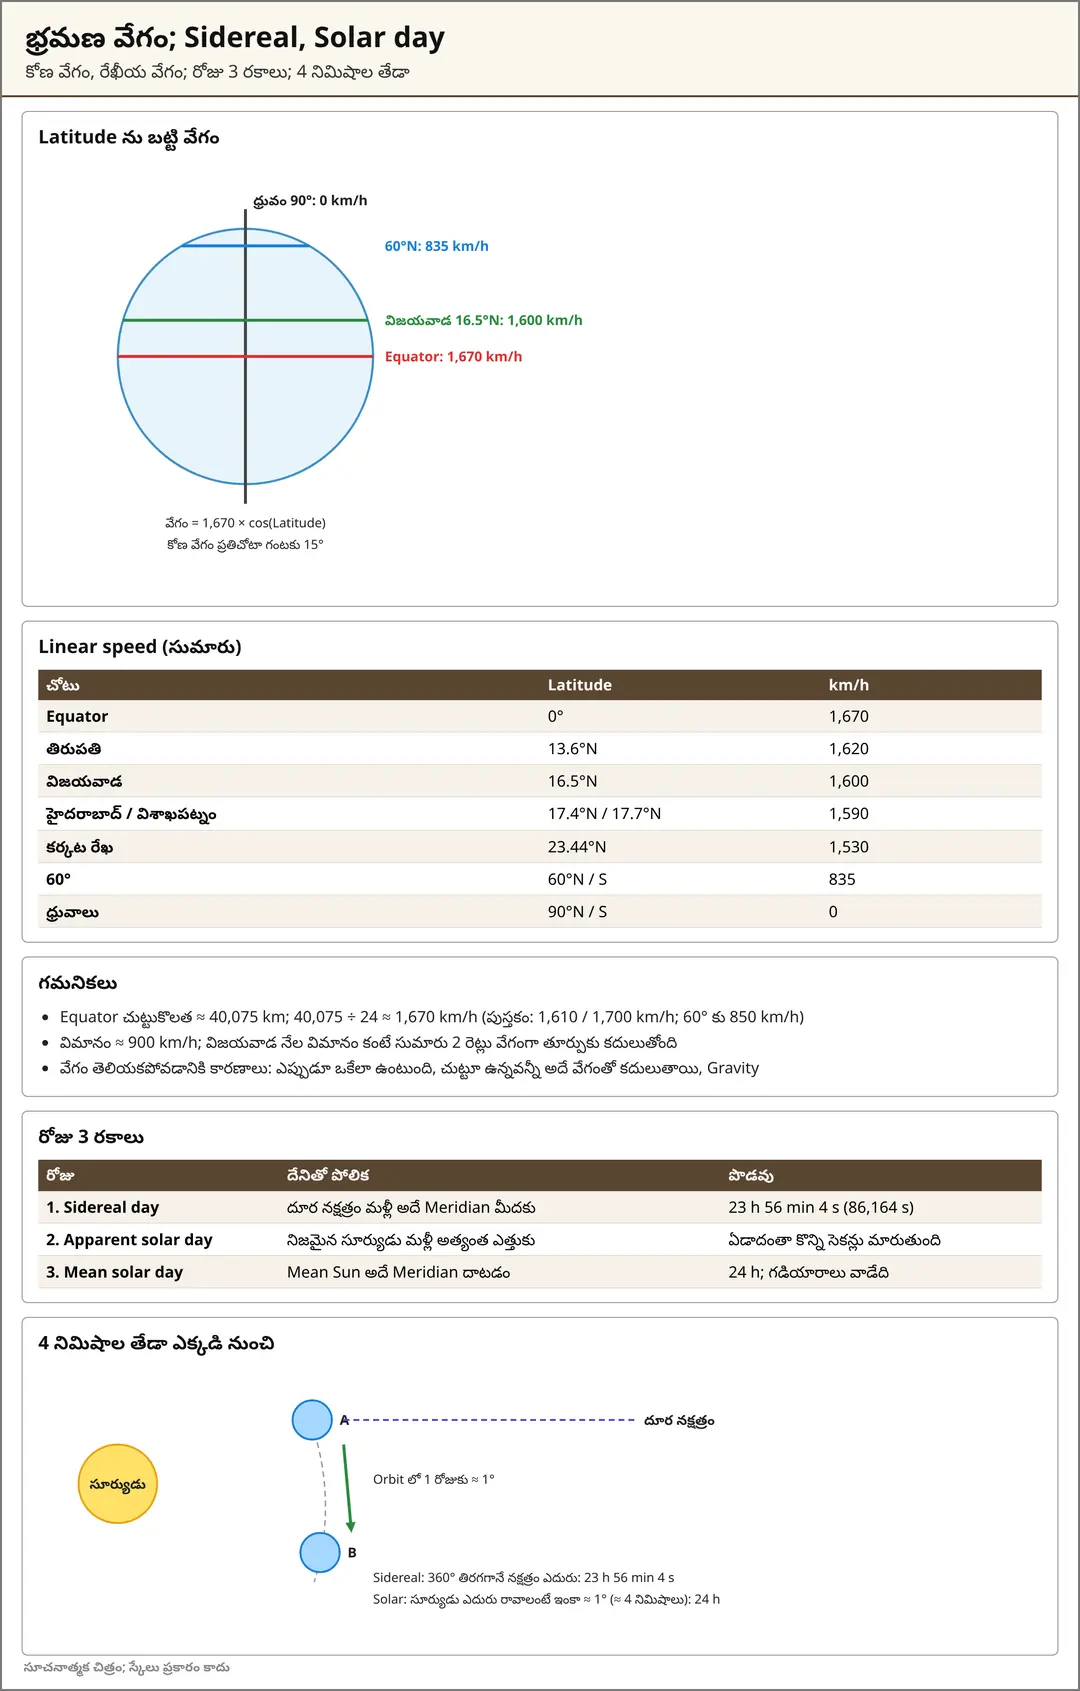 భ్రమణ వేగం; Sidereal, Solar day
కోణ వేగం, రేఖీయ వేగం; రోజు 3 రకాలు; 4 నిమిషాల తేడా
Latitude ను బట్టి వేగం
ధ్రువం 90°: 0 km/h
60°N: 835 km/h
విజయవాడ 16.5°N: 1,600 km/h
Equator: 1,670 km/h
వేగం = 1,670 × cos(Latitude)
కోణ వేగం ప్రతిచోటా గంటకు 15°
Linear speed (సుమారు)
చోటు Latitude km/h
Equator 0° 1,670
తిరుపతి 13.6°N 1,620
విజయవాడ 16.5°N 1,600
హైదరాబాద్ / విశాఖపట్నం 17.4°N / 17.7°N 1,590
కర్కట రేఖ 23.44°N 1,530
60° 60°N / S 835
ధ్రువాలు 90°N / S 0
గమనికలు
• Equator చుట్టుకొలత ≈ 40,075 km; 40,075 ÷ 24 ≈ 1,670 km/h (పుస్తకం: 1,610 / 1,700 km/h; 60° కు 850 km/h)
• విమానం ≈ 900 km/h; విజయవాడ నేల విమానం కంటే సుమారు 2 రెట్లు వేగంగా తూర్పుకు కదులుతోంది
• వేగం తెలియకపోవడానికి కారణాలు: ఎప్పుడూ ఒకేలా ఉంటుంది, చుట్టూ ఉన్నవన్నీ అదే వేగంతో కదులుతాయి, Gravity
రోజు 3 రకాలు
రోజు దేనితో పోలిక పొడవు
1. Sidereal day దూర నక్షత్రం మళ్లీ అదే Meridian మీదకు 23 h 56 min 4 s (86,164 s)
2. Apparent solar day నిజమైన సూర్యుడు మళ్లీ అత్యంత ఎత్తుకు ఏడాదంతా కొన్ని సెకన్లు మారుతుంది
3. Mean solar day Mean Sun అదే Meridian దాటడం 24 h; గడియారాలు వాడేది
4 నిమిషాల తేడా ఎక్కడి నుంచి
A దూర నక్షత్రం
Orbit లో 1 రోజుకు ≈ 1°
సూర్యుడు
B
Sidereal: 360° తిరగగానే నక్షత్రం ఎదురు: 23 h 56 min 4 s
Solar: సూర్యుడు ఎదురు రావాలంటే ఇంకా ≈ 1° (≈ 4 నిమిషాలు): 24 h
సూచనాత్మక చిత్రం; స్కేలు ప్రకారం కాదు